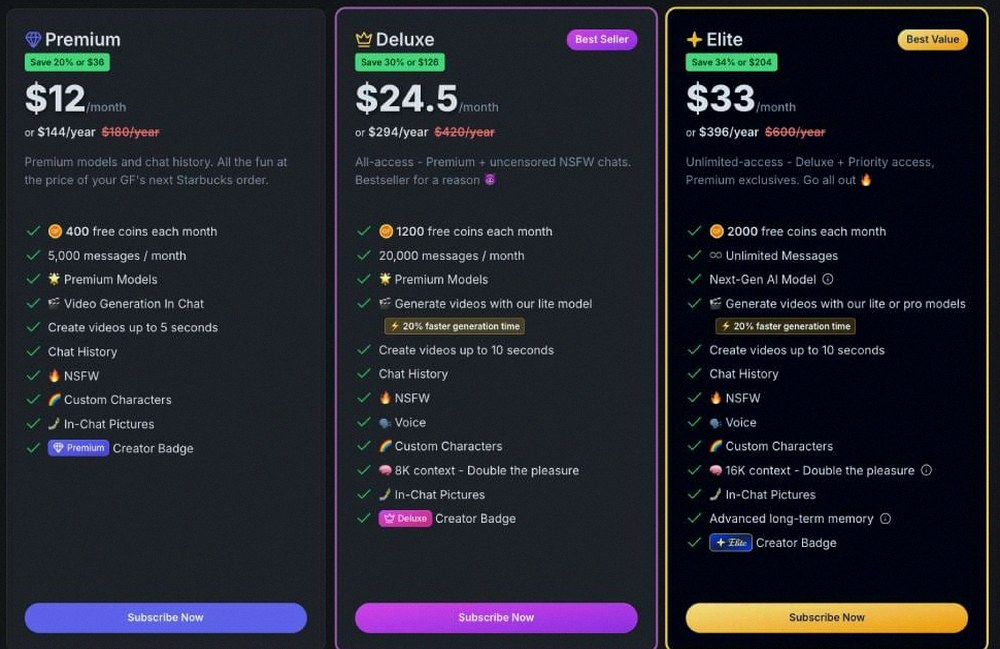 Premium
Save 20% or $36
$12/month
or $144/year $180/year
Premium models and chat history. All the fun at
the price of your GF's next Starbucks order.
400 free coins each month
5,000 messages / month
🌟 Premium Models
🎬 Video Generation In Chat
Create videos up to 5 seconds
Chat History
🔥 NSFW
🌈 Custom Characters
🤳 In-Chat Pictures
Premium Creator Badge
Subscribe Now
Deluxe
Best Seller
Save 30% or $126
$24.5/month
or $294/year $420/year
All-access - Premium + uncensored NSFW chats.
Bestseller for a reason 😈
1200 free coins each month
20,000 messages / month
🌟 Premium Models
🎬 Generate videos with our lite model
⚡ 20% faster generation time
Create videos up to 10 seconds
Chat History
🔥 NSFW
🗣️ Voice
🌈 Custom Characters
🧠 8K context - Double the pleasure
🤳 In-Chat Pictures
Deluxe Creator Badge
Subscribe Now
Elite
Best Value
Save 34% or $204
$33/month
or $396/year $600/year
Unlimited-access - Deluxe + Priority access,
Premium exclusives. Go all out 🔥
2000 free coins each month
∞ Unlimited Messages
Next-Gen AI Model
🎬 Generate videos with our lite or pro models
⚡ 20% faster generation time
Create videos up to 10 seconds
Chat History
🔥 NSFW
🗣️ Voice
🌈 Custom Characters
🧠 16K context - Double the pleasure
🤳 In-Chat Pictures
Advanced long-term memory
Elite Creator Badge
Subscribe Now